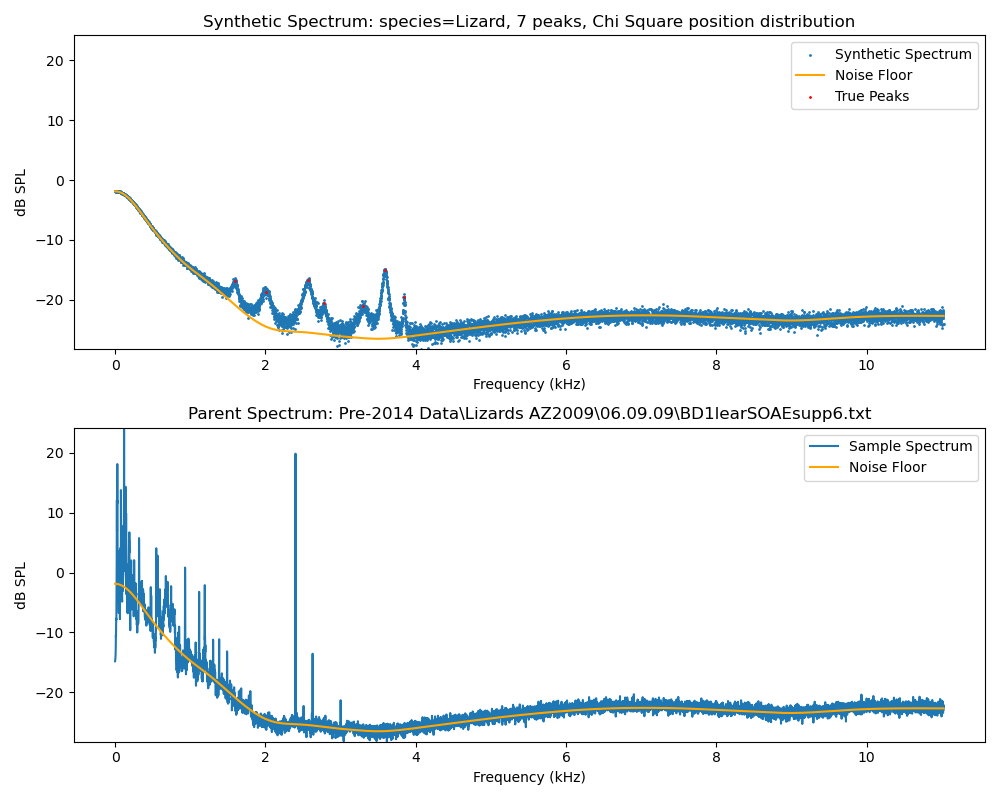 Synthetic Spectrum: species=Lizard, 7 peaks, Chi Square position distribution
20
10
0
−10
−20
dB SPL
Synthetic Spectrum
Noise Floor
True Peaks
0 2 4 6 8 10
Frequency (kHz)
Parent Spectrum: Pre-2014 Data\Lizards AZ2009\06.09.09\BD1learSOAEsupp6.txt
20
10
0
−10
−20
dB SPL
Sample Spectrum
Noise Floor
0 2 4 6 8 10
Frequency (kHz)